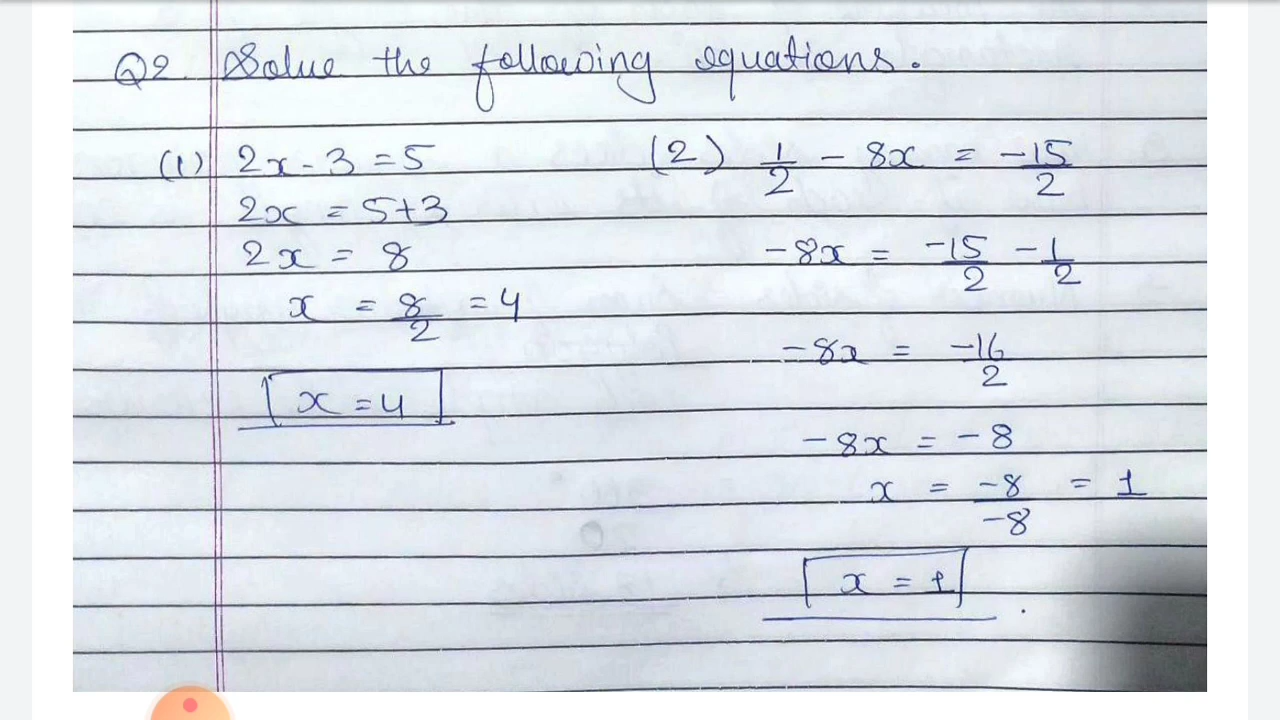 Q2. Solve the following equations.
(1) 2x - 3 = 5
2x = 5+3
2x = 8
x = 8/2 = 4
x = 4
(2) 1/2 - 8x = -15/2
-8x = -15/2 - 1/2
-8x = -16/2
-8x = -8
x = -8/-8 = 1
x = 1